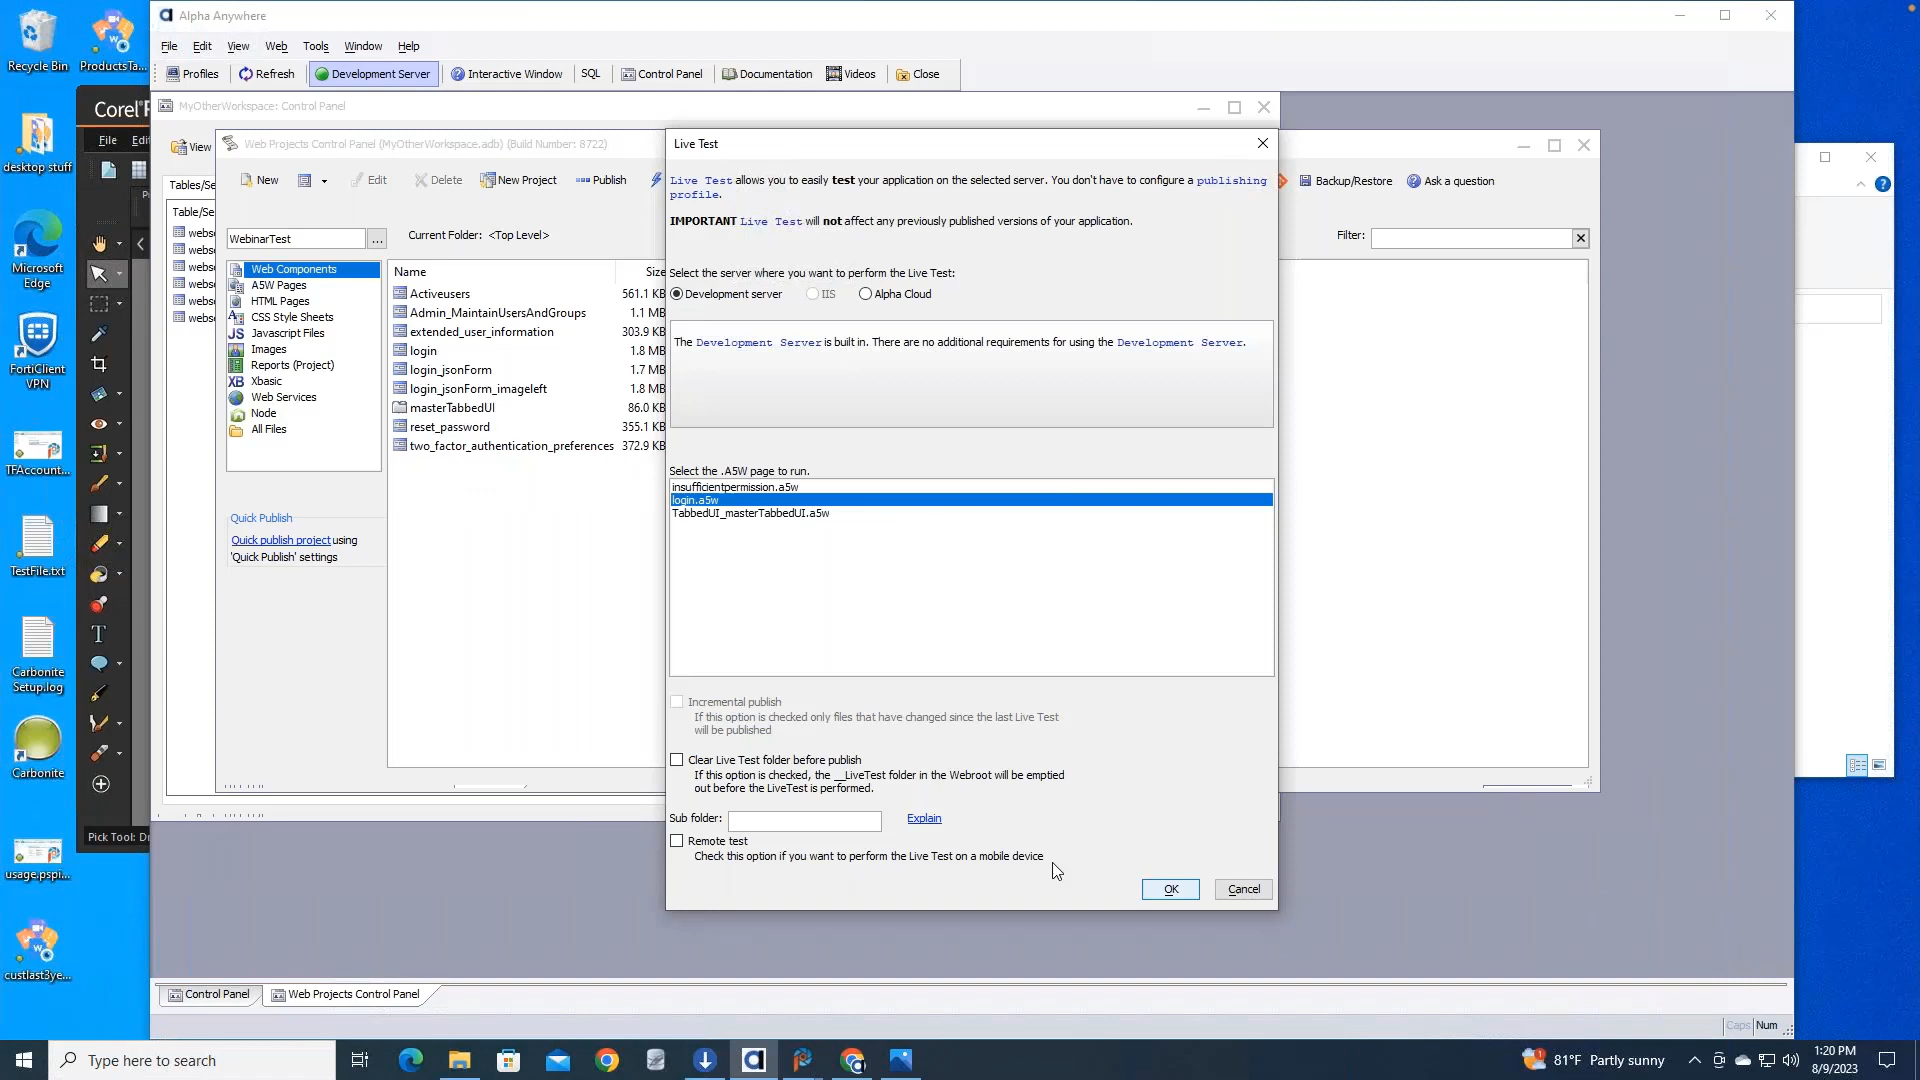 Recycle Bin
ProductsTa...
desktop stuff
Microsoft
Edge
FortiClient
VPN
TFAccount...
TestFile.txt
Carbonite
Setup.log
Carbonite
usage.pspi...
custlast3ye...
Corel
File
Pick Tool:
Alpha Anywhere
File Edit View Web Tools Window Help
Profiles Refresh Development Server Interactive Window SQL Control Panel Documentation Videos Close
MyOtherWorkspace: Control Panel
View
Web Projects Control Panel (MyOtherWorkspace.adb) (Build Number: 8722)
New Edit Delete New Project Publish Backup/Restore Ask a question
WebinarTest ... Current Folder: <Top Level> Filter:
Web Components
A5W Pages
HTML Pages
CSS Style Sheets
Javascript Files
Images
Reports (Project)
Xbasic
Web Services
Node
All Files
Quick Publish
Quick publish project using
'Quick Publish' settings
Name Size
Activeusers 561.1 KB
Admin_MaintainUsersAndGroups 1.1 MB
extended_user_information 303.9 KB
login 1.8 MB
login_jsonForm 1.7 MB
login_jsonForm_imageleft 1.8 MB
masterTabbedUI 86.0 KB
reset_password 355.1 KB
two_factor_authentication_preferences 372.9 KB
Live Test
Live Test allows you to easily test your application on the selected server. You don't have to configure a publishing
profile.
IMPORTANT Live Test will not affect any previously published versions of your application.
Select the server where you want to perform the Live Test:
Development server IIS Alpha Cloud
The Development Server is built in. There are no additional requirements for using the Development Server.
Select the .A5W page to run.
insufficientpermission.a5w
login.a5w
TabbedUI_masterTabbedUI.a5w
Incremental publish
If this option is checked only files that have changed since the last Live Test
will be published
Clear Live Test folder before publish
If this option is checked, the __LiveTest folder in the Webroot will be emptied
out before the LiveTest is performed.
Sub folder: Explain
Remote test
Check this option if you want to perform the Live Test on a mobile device
OK Cancel
Control Panel Web Projects Control Panel
Caps Num
Type here to search
81°F Partly sunny
1:20 PM
8/9/2023